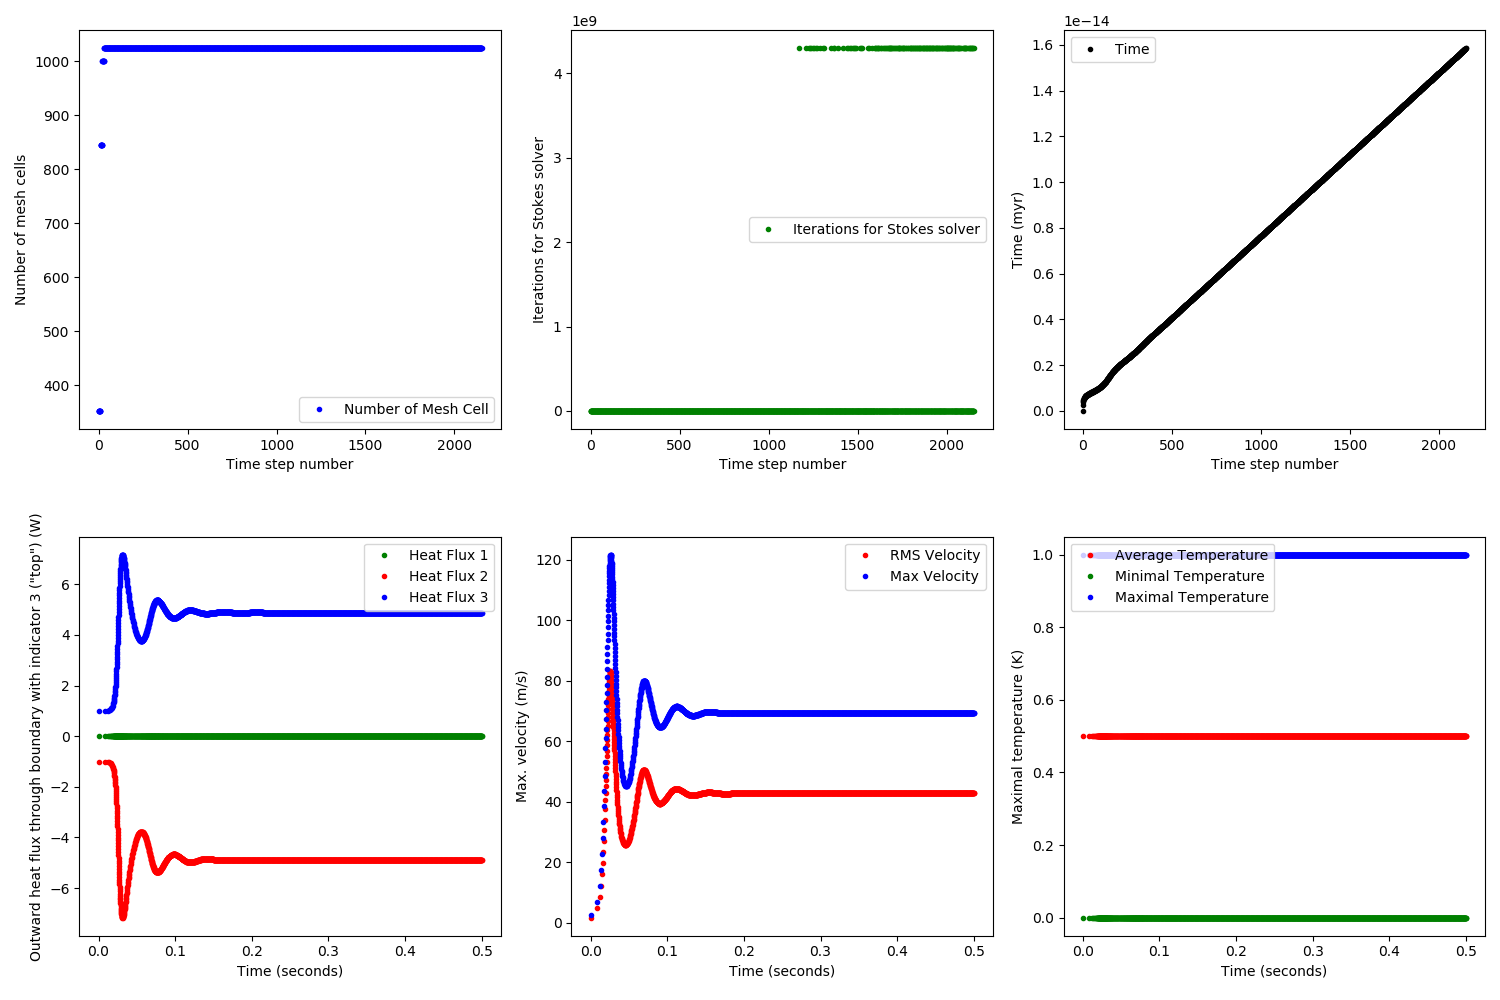 1000
900
800
700
600
500
400
Number of mesh cells
Number of Mesh Cell
0
500
1000
1500
2000
Time step number
1e9
4
3
2
1
0
Iterations for Stokes solver
Iterations for Stokes solver
0
500
1000
1500
2000
Time step number
1e−14
1.6
1.4
1.2
1.0
0.8
0.6
0.4
0.2
0.0
Time (myr)
Time
0
500
1000
1500
2000
Time step number
6
4
2
0
−2
−4
−6
Outward heat flux through boundary with indicator 3 ("top") (W)
Heat Flux 1
Heat Flux 2
Heat Flux 3
0.0
0.1
0.2
0.3
0.4
0.5
Time (seconds)
120
100
80
60
40
20
0
Max. velocity (m/s)
RMS Velocity
Max Velocity
0.0
0.1
0.2
0.3
0.4
0.5
Time (seconds)
1.0
0.8
0.6
0.4
0.2
0.0
Maximal temperature (K)
Average Temperature
Minimal Temperature
Maximal Temperature
0.0
0.1
0.2
0.3
0.4
0.5
Time (seconds)